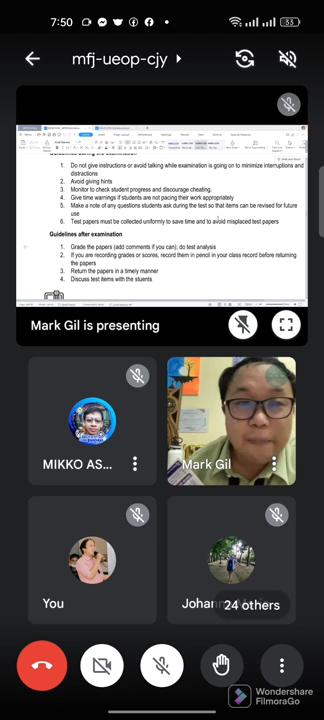 7:50
83
mfj-ueop-cjy
Guidelines during the examination
1. Do not give instructions or avoid talking while examination is going on to minimize interruptions and
distractions
2. Avoid giving hints
3. Monitor to check student progress and discourage cheating.
4. Give time warnings if students are not pacing their work appropriately
5. Make a note of any questions students ask during the test so that items can be revised for future
use
6. Test papers must be collected uniformly to save time and to avoid misplaced test papers
Guidelines after examination
1. Grade the papers (add comments if you can); do test analysis
2. If you are recording grades or scores, record them in pencil in your class record before returning
the papers
3. Return the papers in a timely manner
4. Discuss test items with the stuents
Mark Gil is presenting
MIKKO AS...
Mark Gil
You
Johann
24 others
Wondershare
FilmoraGo